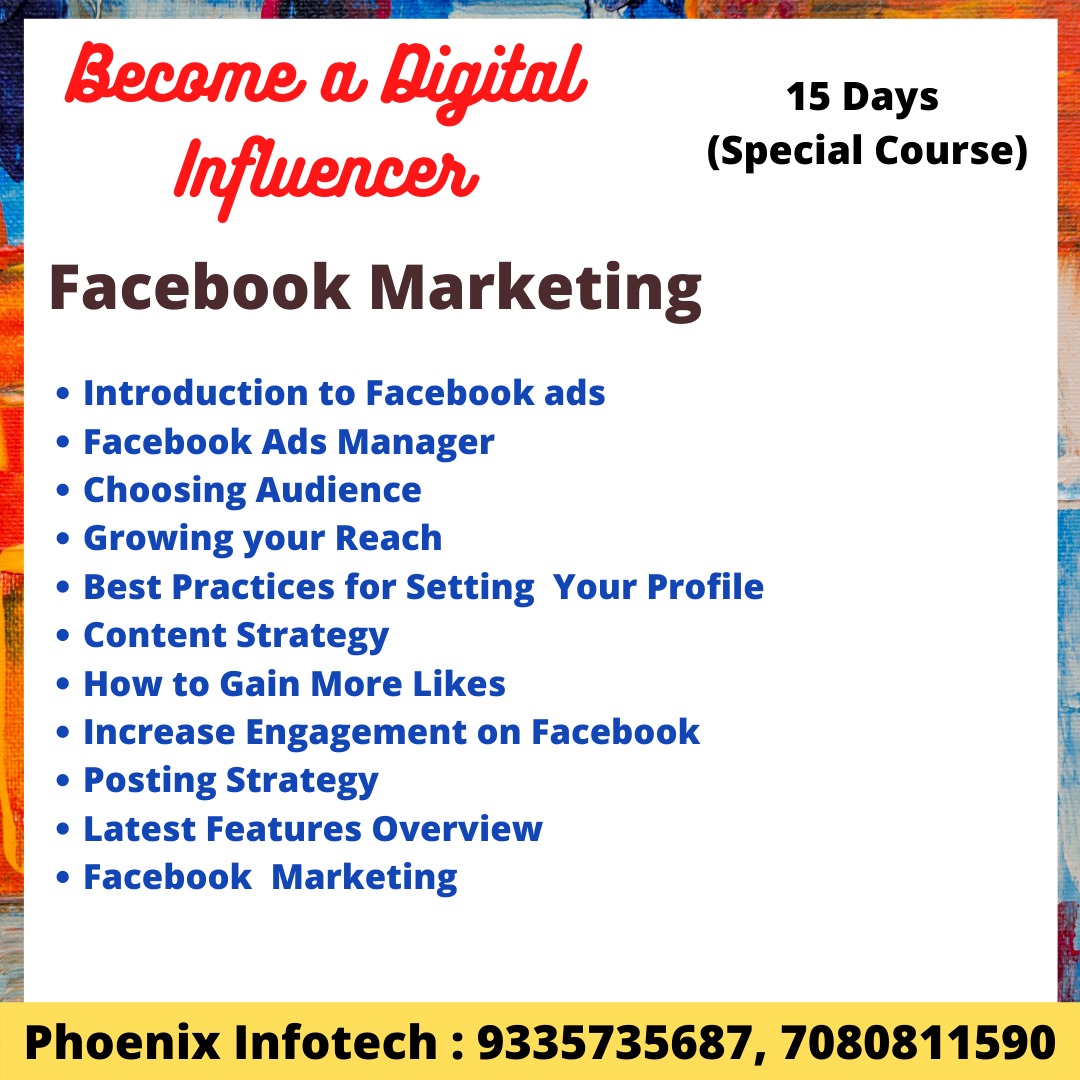 Become a Digital
Influencer
15 Days
(Special Course)
Facebook Marketing
• Introduction to Facebook ads
• Facebook Ads Manager
• Choosing Audience
• Growing your Reach
• Best Practices for Setting  Your Profile
• Content Strategy
• How to Gain More Likes
• Increase Engagement on Facebook
• Posting Strategy
• Latest Features Overview
• Facebook  Marketing
Phoenix Infotech : 9335735687, 7080811590